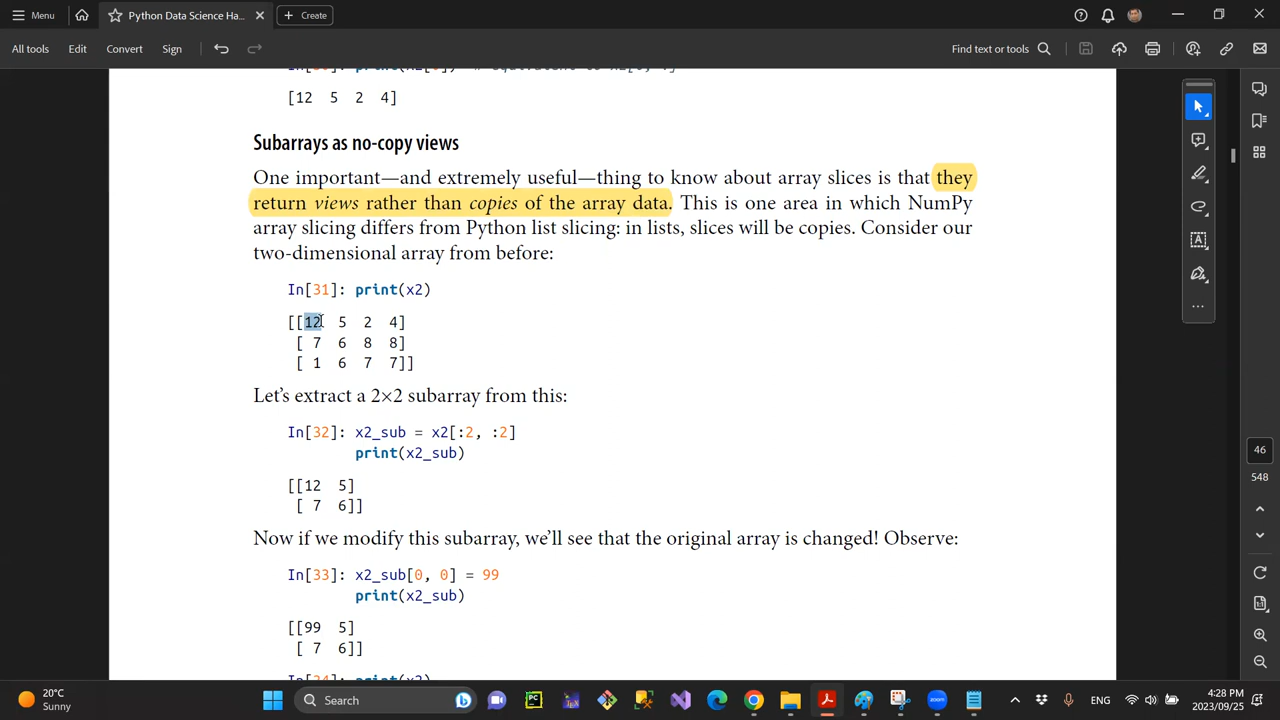 Menu
Python Data Science Ha...
Create
All tools
Edit
Convert
Sign
Find text or tools
[12 5 2 4]
Subarrays as no-copy views
One important—and extremely useful—thing to know about array slices is that they
return views rather than copies of the array data. This is one area in which NumPy
array slicing differs from Python list slicing: in lists, slices will be copies. Consider our
two-dimensional array from before:
In[31]: print(x2)
[[12 5 2 4]
[ 7 6 8 8]
[ 1 6 7 7]]
Let’s extract a 2×2 subarray from this:
In[32]: x2_sub = x2[:2, :2]
print(x2_sub)
[[12 5]
[ 7 6]]
Now if we modify this subarray, we’ll see that the original array is changed! Observe:
In[33]: x2_sub[0, 0] = 99
print(x2_sub)
[[99 5]
[ 7 6]]
46
548
20°C
Sunny
Search
ENG
4:28 PM
2023/09/25